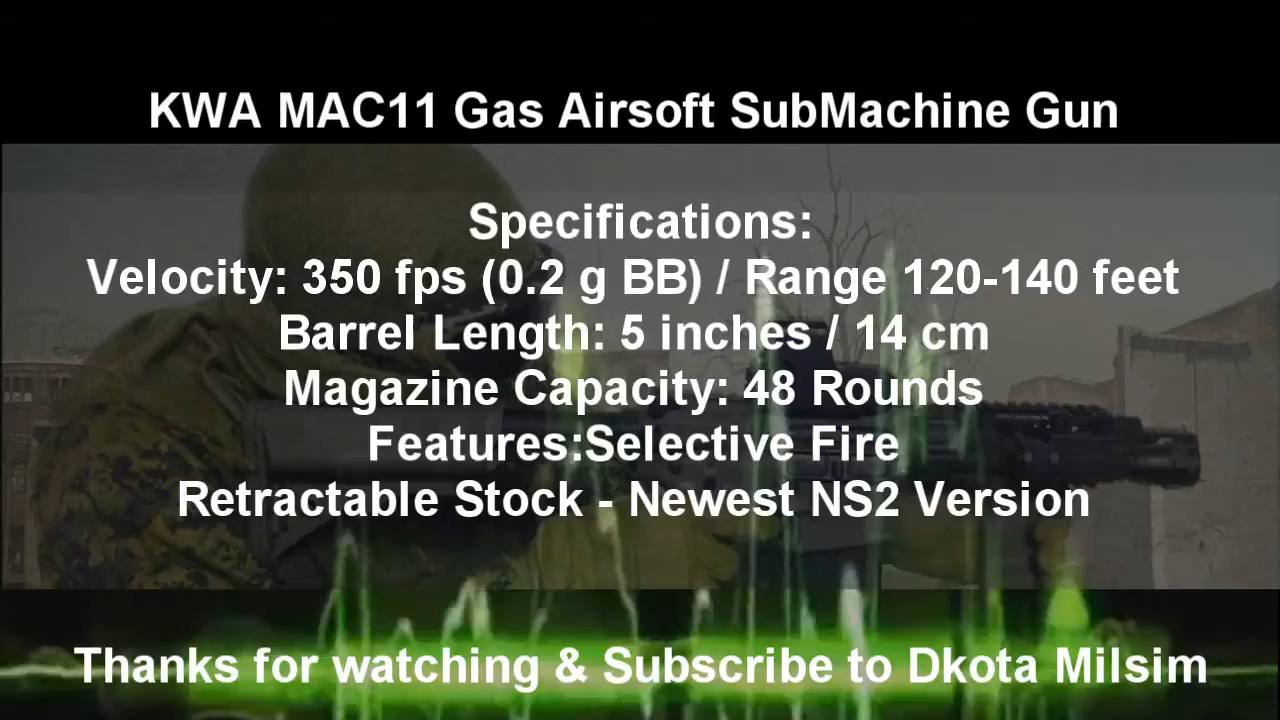 KWA MAC11 Gas Airsoft SubMachine Gun
Specifications:
Velocity: 350 fps (0.2 g BB) / Range 120-140 feet
Barrel Length: 5 inches / 14 cm
Magazine Capacity: 48 Rounds
Features:Selective Fire
Retractable Stock - Newest NS2 Version
Thanks for watching & Subscribe to Dkota Milsim